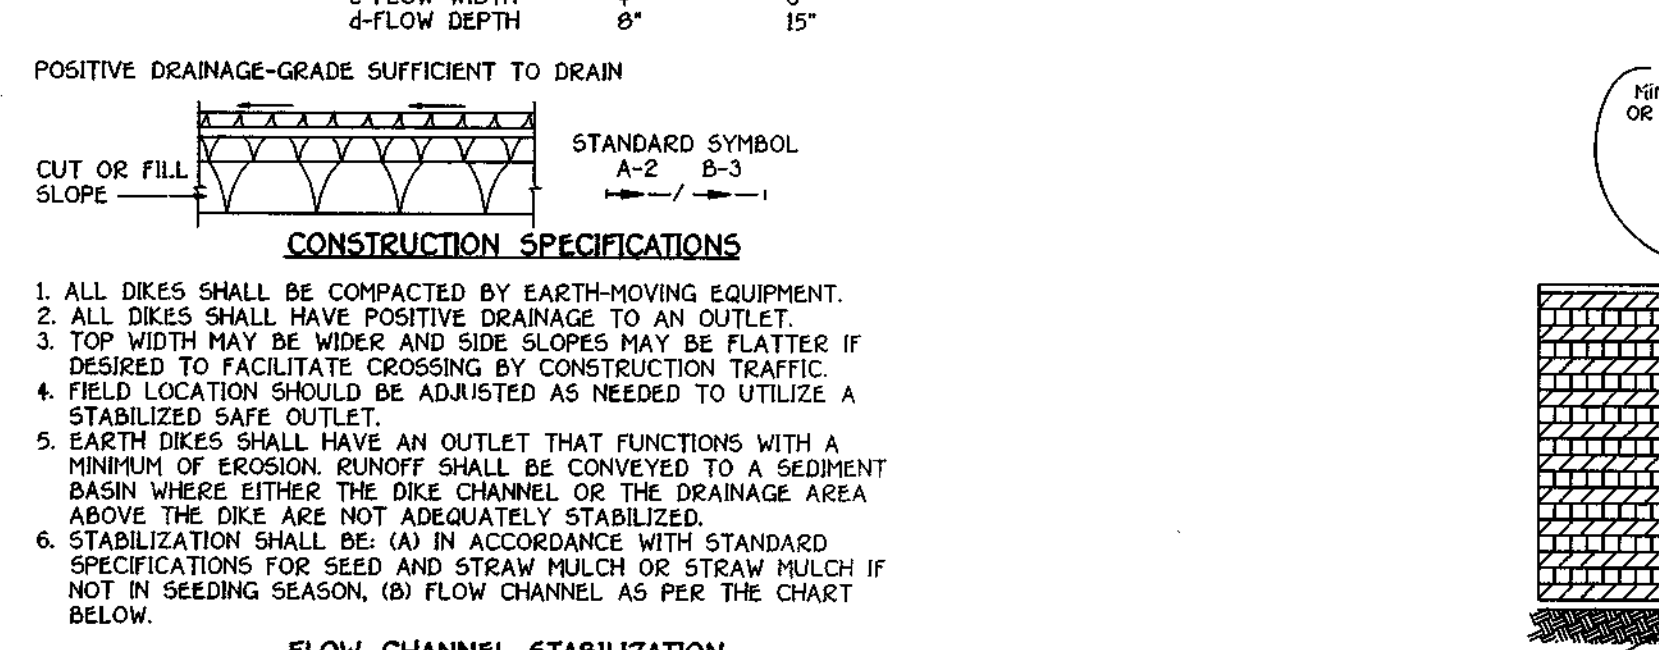 d-FLOW DEPTH 8" 15"
POSITIVE DRAINAGE-GRADE SUFFICIENT TO DRAIN
STANDARD SYMBOL
A-2 B-3
CUT OR FILL
SLOPE
CONSTRUCTION SPECIFICATIONS
1. ALL DIKES SHALL BE COMPACTED BY EARTH-MOVING EQUIPMENT.
2. ALL DIKES SHALL HAVE POSITIVE DRAINAGE TO AN OUTLET.
3. TOP WIDTH MAY BE WIDER AND SIDE SLOPES MAY BE FLATTER IF
DESIRED TO FACILITATE CROSSING BY CONSTRUCTION TRAFFIC.
4. FIELD LOCATION SHOULD BE ADJUSTED AS NEEDED TO UTILIZE A
STABILIZED SAFE OUTLET.
5. EARTH DIKES SHALL HAVE AN OUTLET THAT FUNCTIONS WITH A
MINIMUM OF EROSION. RUNOFF SHALL BE CONVEYED TO A SEDIMENT
BASIN WHERE EITHER THE DIKE CHANNEL OR THE DRAINAGE AREA
ABOVE THE DIKE ARE NOT ADEQUATELY STABILIZED.
6. STABILIZATION SHALL BE: (A) IN ACCORDANCE WITH STANDARD
SPECIFICATIONS FOR SEED AND STRAW MULCH OR STRAW MULCH IF
NOT IN SEEDING SEASON, (B) FLOW CHANNEL AS PER THE CHART
BELOW.
FLOW CHANNEL STABILIZATION
OR